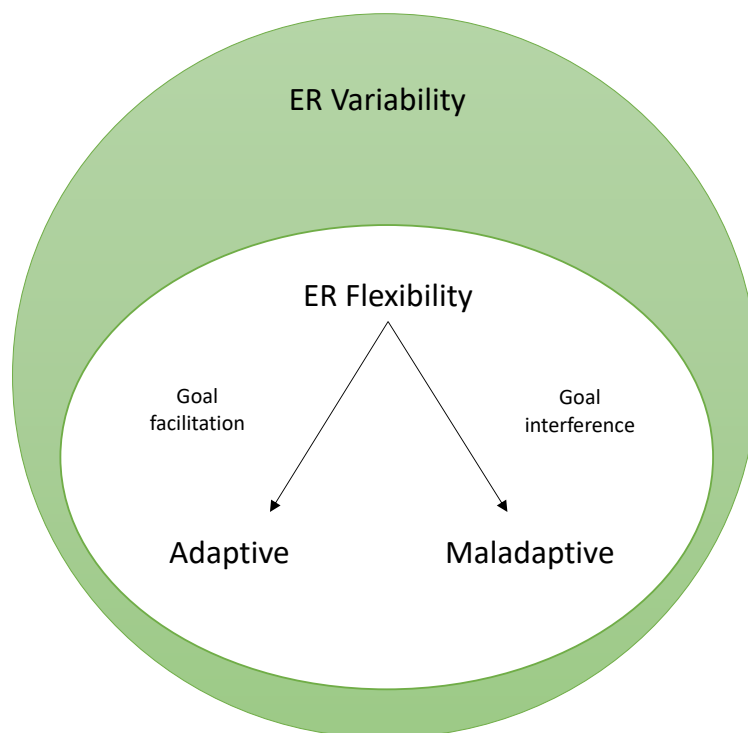 ER Variability
ER Flexibility
Goal
facilitation
Goal
interference
Adaptive
Maladaptive